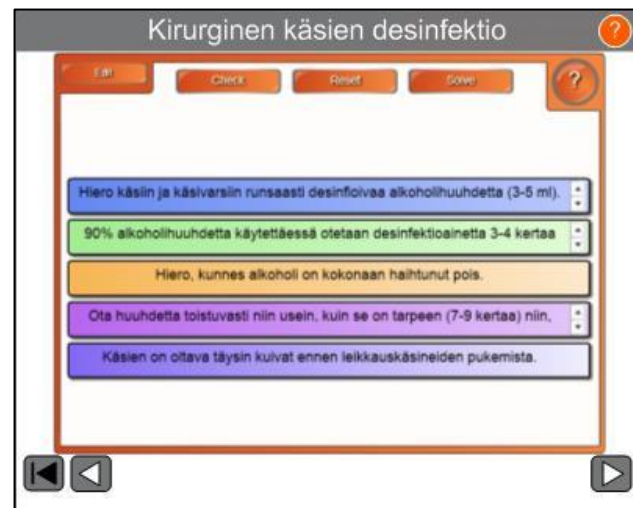 Kirurginen käsien desinfektio
?
Edit
Check
Reset
Solve
?
Hiero käsiin ja käsivarsiin runsaasti desinfioivaa alkoholihuuhdetta (3-5 ml).
90% alkoholihuuhdetta käytettäessä otetaan desinfektioainetta 3-4 kertaa
Hiero, kunnes alkoholi on kokonaan haihtunut pois.
Ota huuhdetta toistuvasti niin usein, kuin se on tarpeen (7-9 kertaa) niin,
Käsien on oltava täysin kuivat ennen leikkauskäsineiden pukemista.